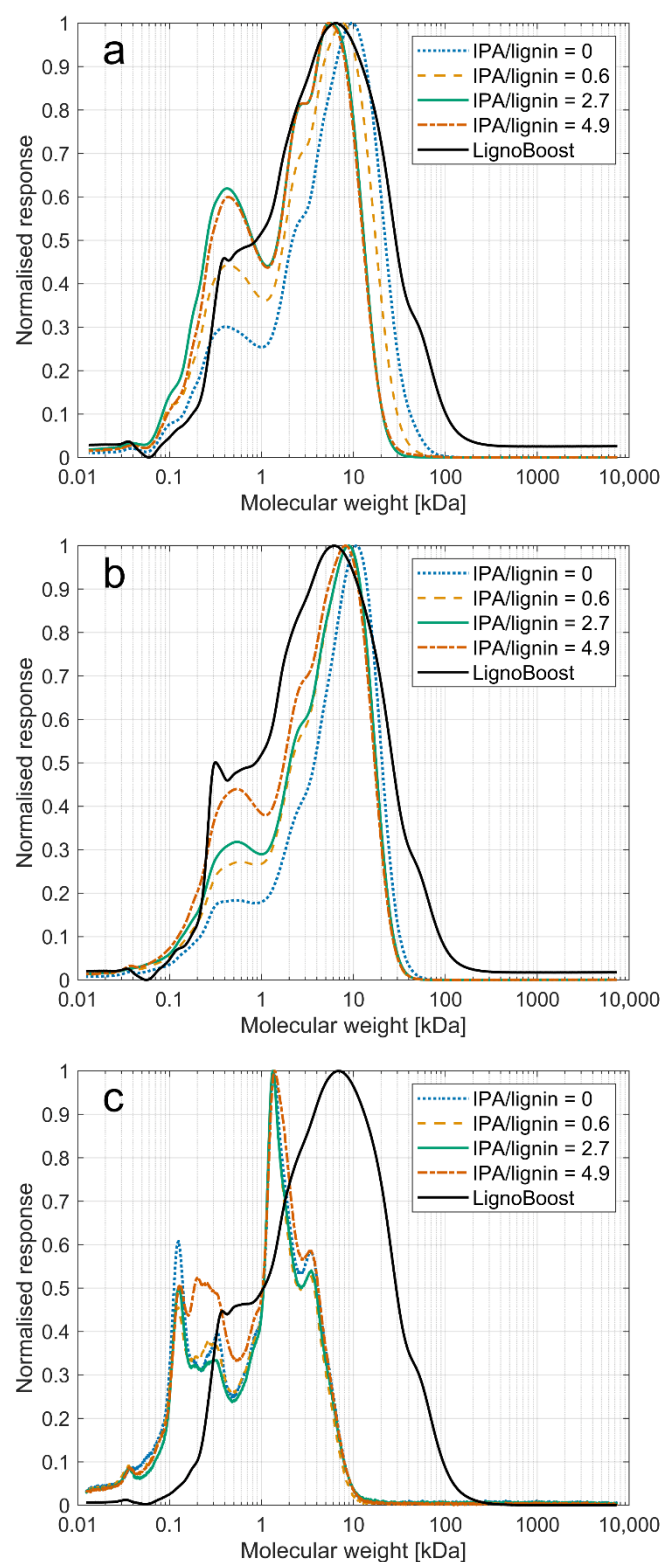 a
IPA/lignin = 0
IPA/lignin = 0.6
IPA/lignin = 2.7
IPA/lignin = 4.9
LignoBoost
Normalised response
1
0.9
0.8
0.7
0.6
0.5
0.4
0.3
0.2
0.1
0
0.01 0.1 1 10 100 1000 10,000
Molecular weight [kDa]
b
IPA/lignin = 0
IPA/lignin = 0.6
IPA/lignin = 2.7
IPA/lignin = 4.9
LignoBoost
Normalised response
1
0.9
0.8
0.7
0.6
0.5
0.4
0.3
0.2
0.1
0
0.01 0.1 1 10 100 1000 10,000
Molecular weight [kDa]
c
IPA/lignin = 0
IPA/lignin = 0.6
IPA/lignin = 2.7
IPA/lignin = 4.9
LignoBoost
Normalised response
1
0.9
0.8
0.7
0.6
0.5
0.4
0.3
0.2
0.1
0
0.01 0.1 1 10 100 1000 10,000
Molecular weight [kDa]